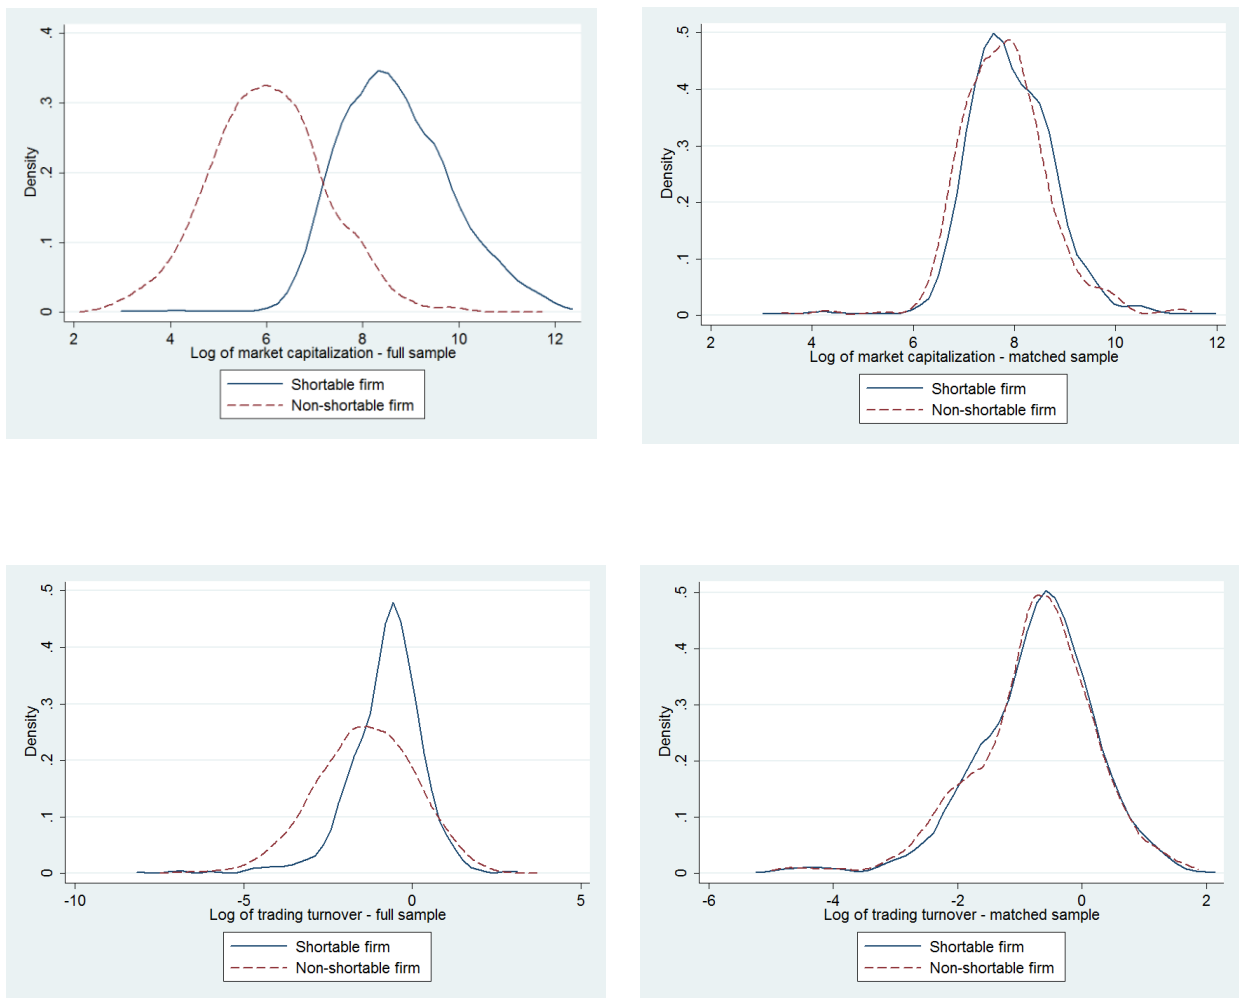 Density
0
.1
.2
.3
.4
2
4
6
8
10
12
Log of market capitalization - full sample
Shortable firm
Non-shortable firm
Density
0
.1
.2
.3
.4
.5
2
4
6
8
10
12
Log of market capitalization - matched sample
Shortable firm
Non-shortable firm
Density
0
.1
.2
.3
.4
.5
-10
-5
0
5
Log of trading turnover - full sample
Shortable firm
Non-shortable firm
Density
0
.1
.2
.3
.4
.5
-6
-4
-2
0
2
Log of trading turnover - matched sample
Shortable firm
Non-shortable firm